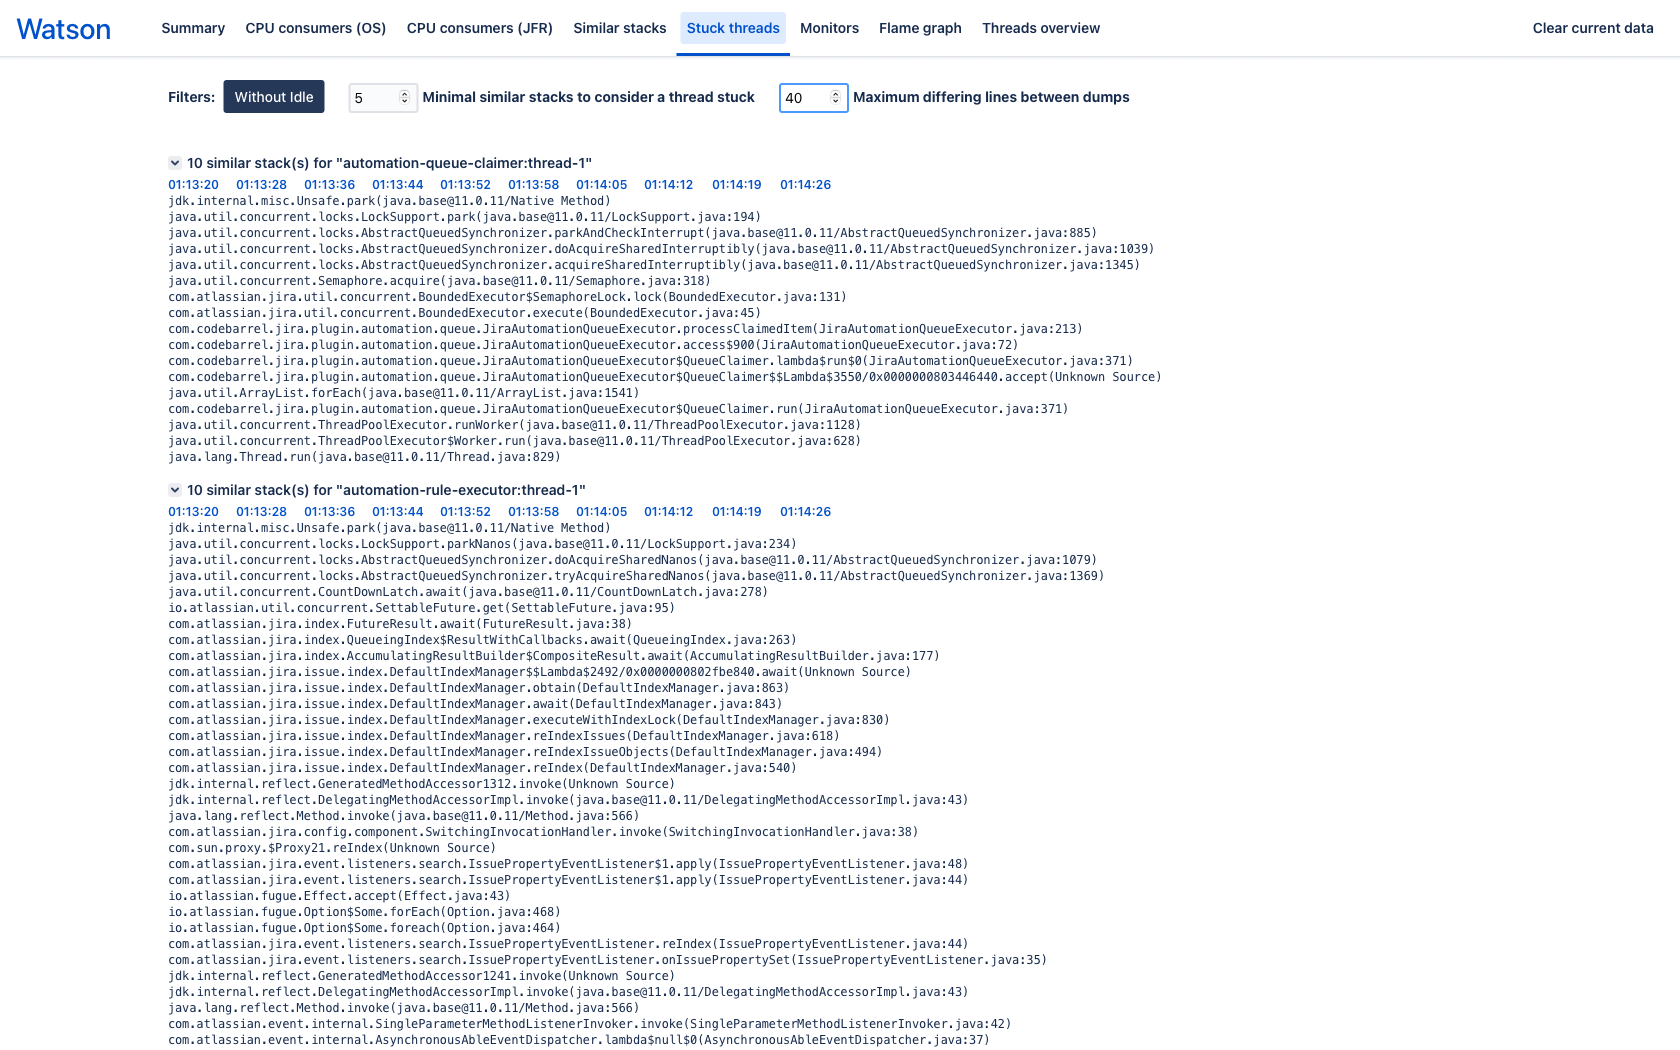 Watson Summary CPU consumers (OS) CPU consumers (JFR) Similar stacks Stuck threads Monitors Flame graph Threads overview Clear current data
Filters: Without Idle 5 Minimal similar stacks to consider a thread stuck 40 Maximum differing lines between dumps
10 similar stack(s) for "automation-queue-claimer:thread-1"
01:13:20 01:13:28 01:13:36 01:13:44 01:13:52 01:13:58 01:14:05 01:14:12 01:14:19 01:14:26
jdk.internal.misc.Unsafe.park(java.base@11.0.11/Native Method)
java.util.concurrent.locks.LockSupport.park(java.base@11.0.11/LockSupport.java:194)
java.util.concurrent.locks.AbstractQueuedSynchronizer.parkAndCheckInterrupt(java.base@11.0.11/AbstractQueuedSynchronizer.java:885)
java.util.concurrent.locks.AbstractQueuedSynchronizer.doAcquireSharedInterruptibly(java.base@11.0.11/AbstractQueuedSynchronizer.java:1039)
java.util.concurrent.locks.AbstractQueuedSynchronizer.acquireSharedInterruptibly(java.base@11.0.11/AbstractQueuedSynchronizer.java:1345)
java.util.concurrent.Semaphore.acquire(java.base@11.0.11/Semaphore.java:318)
com.atlassian.jira.util.concurrent.BoundedExecutor$SemaphoreLock.lock(BoundedExecutor.java:131)
com.atlassian.jira.util.concurrent.BoundedExecutor.execute(BoundedExecutor.java:45)
com.codebarrel.jira.plugin.automation.queue.JiraAutomationQueueExecutor.processClaimedItem(JiraAutomationQueueExecutor.java:213)
com.codebarrel.jira.plugin.automation.queue.JiraAutomationQueueExecutor.access$900(JiraAutomationQueueExecutor.java:72)
com.codebarrel.jira.plugin.automation.queue.JiraAutomationQueueExecutor$QueueClaimer.lambda$run$0(JiraAutomationQueueExecutor.java:371)
com.codebarrel.jira.plugin.automation.queue.JiraAutomationQueueExecutor$QueueClaimer$$Lambda$3550/0x0000000803446440.accept(Unknown Source)
java.util.ArrayList.forEach(java.base@11.0.11/ArrayList.java:1541)
com.codebarrel.jira.plugin.automation.queue.JiraAutomationQueueExecutor$QueueClaimer.run(JiraAutomationQueueExecutor.java:371)
java.util.concurrent.ThreadPoolExecutor.runWorker(java.base@11.0.11/ThreadPoolExecutor.java:1128)
java.util.concurrent.ThreadPoolExecutor$Worker.run(java.base@11.0.11/ThreadPoolExecutor.java:628)
java.lang.Thread.run(java.base@11.0.11/Thread.java:829)
10 similar stack(s) for "automation-rule-executor:thread-1"
01:13:20 01:13:28 01:13:36 01:13:44 01:13:52 01:13:58 01:14:05 01:14:12 01:14:19 01:14:26
jdk.internal.misc.Unsafe.park(java.base@11.0.11/Native Method)
java.util.concurrent.locks.LockSupport.parkNanos(java.base@11.0.11/LockSupport.java:234)
java.util.concurrent.locks.AbstractQueuedSynchronizer.doAcquireSharedNanos(java.base@11.0.11/AbstractQueuedSynchronizer.java:1079)
java.util.concurrent.locks.AbstractQueuedSynchronizer.tryAcquireSharedNanos(java.base@11.0.11/AbstractQueuedSynchronizer.java:1369)
java.util.concurrent.CountDownLatch.await(java.base@11.0.11/CountDownLatch.java:278)
io.atlassian.util.concurrent.SettableFuture.get(SettableFuture.java:95)
com.atlassian.jira.index.FutureResult.await(FutureResult.java:38)
com.atlassian.jira.index.QueueingIndex$ResultWithCallbacks.await(QueueingIndex.java:263)
com.atlassian.jira.index.AccumulatingResultBuilder$CompositeResult.await(AccumulatingResultBuilder.java:177)
com.atlassian.jira.issue.index.DefaultIndexManager$$Lambda$2492/0x0000000802fbe840.await(Unknown Source)
com.atlassian.jira.issue.index.DefaultIndexManager.obtain(DefaultIndexManager.java:863)
com.atlassian.jira.issue.index.DefaultIndexManager.await(DefaultIndexManager.java:843)
com.atlassian.jira.issue.index.DefaultIndexManager.executeWithIndexLock(DefaultIndexManager.java:830)
com.atlassian.jira.issue.index.DefaultIndexManager.reIndexIssues(DefaultIndexManager.java:618)
com.atlassian.jira.issue.index.DefaultIndexManager.reIndexIssueObjects(DefaultIndexManager.java:494)
com.atlassian.jira.issue.index.DefaultIndexManager.reIndex(DefaultIndexManager.java:540)
jdk.internal.reflect.GeneratedMethodAccessor1312.invoke(Unknown Source)
jdk.internal.reflect.DelegatingMethodAccessorImpl.invoke(java.base@11.0.11/DelegatingMethodAccessorImpl.java:43)
java.lang.reflect.Method.invoke(java.base@11.0.11/Method.java:566)
com.atlassian.jira.config.component.SwitchingInvocationHandler.invoke(SwitchingInvocationHandler.java:38)
com.sun.proxy.$Proxy21.reIndex(Unknown Source)
com.atlassian.jira.event.listeners.search.IssuePropertyEventListener$1.apply(IssuePropertyEventListener.java:48)
com.atlassian.jira.event.listeners.search.IssuePropertyEventListener$1.apply(IssuePropertyEventListener.java:44)
io.atlassian.fugue.Effect.accept(Effect.java:43)
io.atlassian.fugue.Option$Some.forEach(Option.java:468)
io.atlassian.fugue.Option$Some.foreach(Option.java:464)
com.atlassian.jira.event.listeners.search.IssuePropertyEventListener.reIndex(IssuePropertyEventListener.java:44)
com.atlassian.jira.event.listeners.search.IssuePropertyEventListener.onIssuePropertySet(IssuePropertyEventListener.java:35)
jdk.internal.reflect.GeneratedMethodAccessor1241.invoke(Unknown Source)
jdk.internal.reflect.DelegatingMethodAccessorImpl.invoke(java.base@11.0.11/DelegatingMethodAccessorImpl.java:43)
java.lang.reflect.Method.invoke(java.base@11.0.11/Method.java:566)
com.atlassian.event.internal.SingleParameterMethodListenerInvoker.invoke(SingleParameterMethodListenerInvoker.java:42)
com.atlassian.event.internal.AsynchronousAbleEventDispatcher.lambda$null$0(AsynchronousAbleEventDispatcher.java:37)